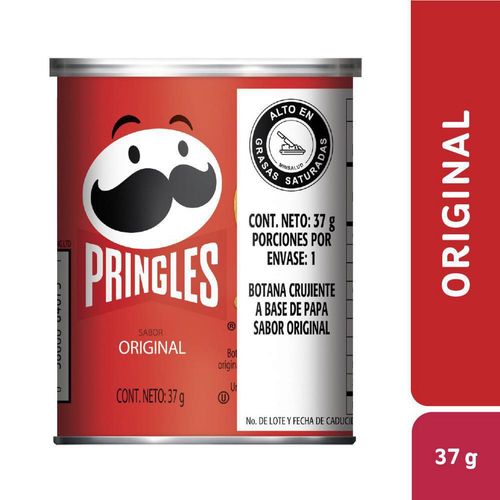 PRINGLES
SABOR
ORIGINAL
CONT. NETO: 37 g
ALTO EN
GRASAS SATURADAS
MINSALUD
CONT. NETO: 37 g
PORCIONES POR
ENVASE: 1
BOTANA CRUJIENTE
A BASE DE PAPA
SABOR ORIGINAL
No. DE LOTE Y FECHA DE
ORIGINAL
37 g